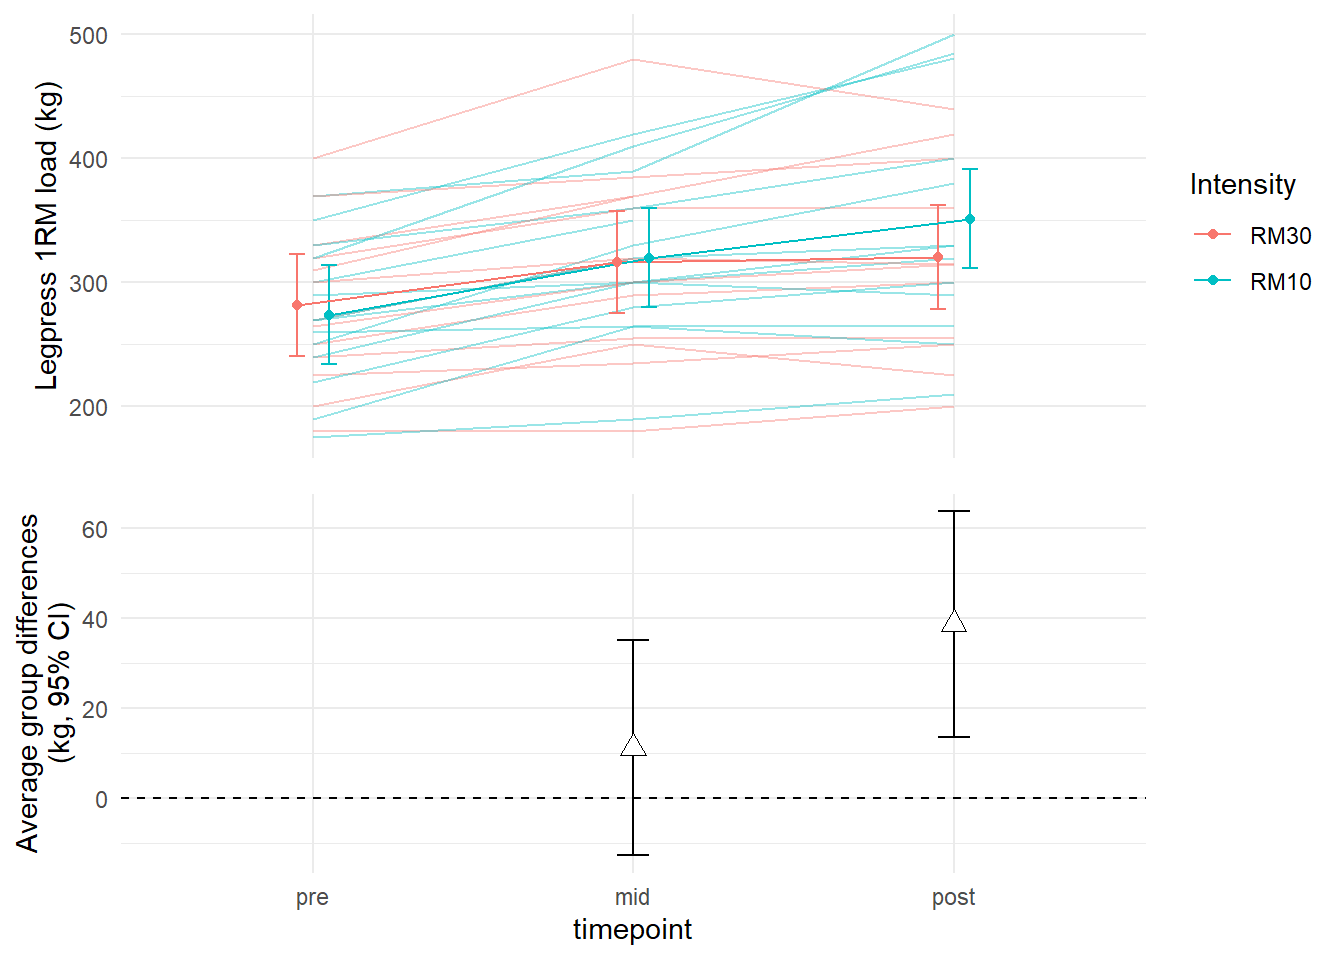 Legpress 1RM load (kg)
500
400
300
200
Intensity
RM30
RM10
Average group differences
(kg, 95% CI)
60
40
20
0
pre
mid
post
timepoint